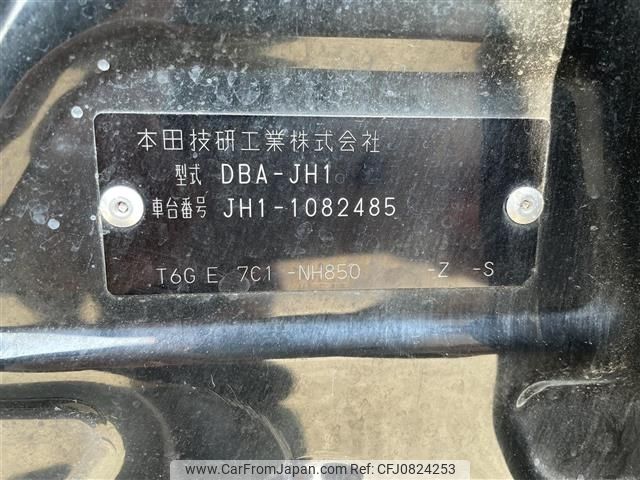 本田技研工業株式会社
型式 DBA-JH1
車台番号 JH1-1082485
T6G E 7C1 -NH850 -Z -S
www.CarFromJapan.com Ref:CFJ0824253